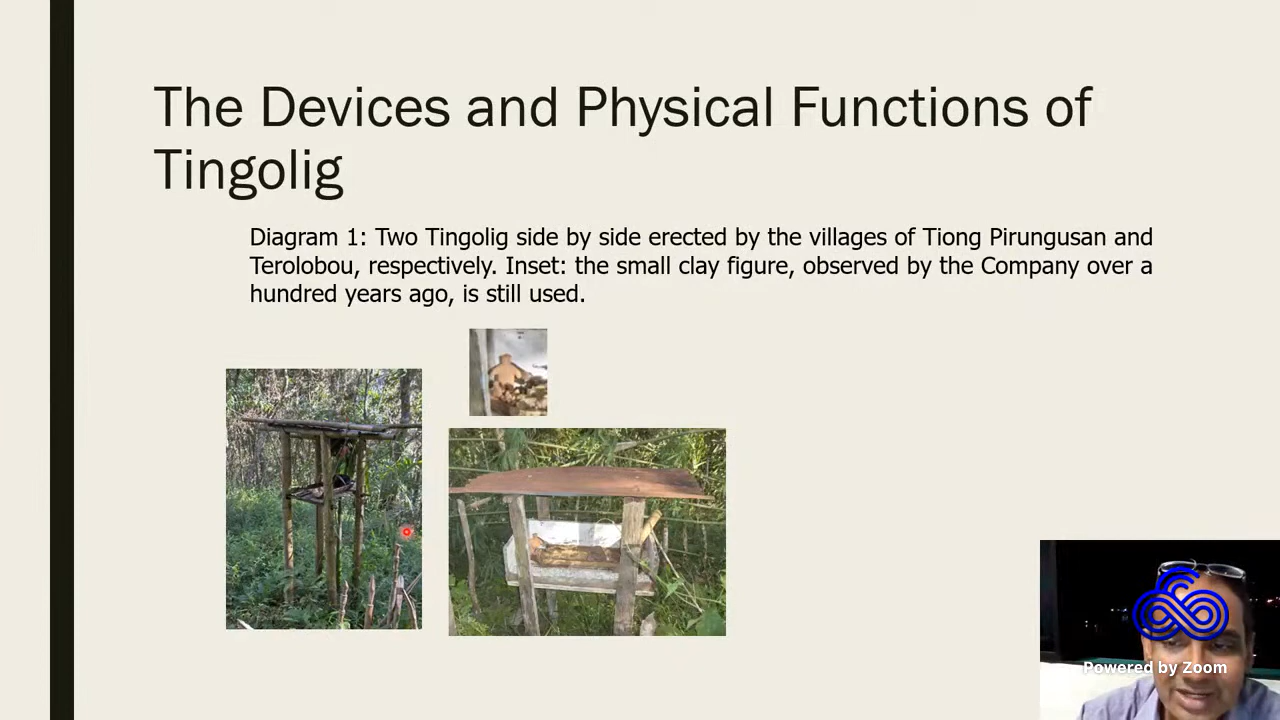 The Devices and Physical Functions of
Tingolig
Diagram 1: Two Tingolig side by side erected by the villages of Tiong Pirungusan and
Terolobou, respectively. Inset: the small clay figure, observed by the Company over a
hundred years ago, is still used.
Powered by Zoom